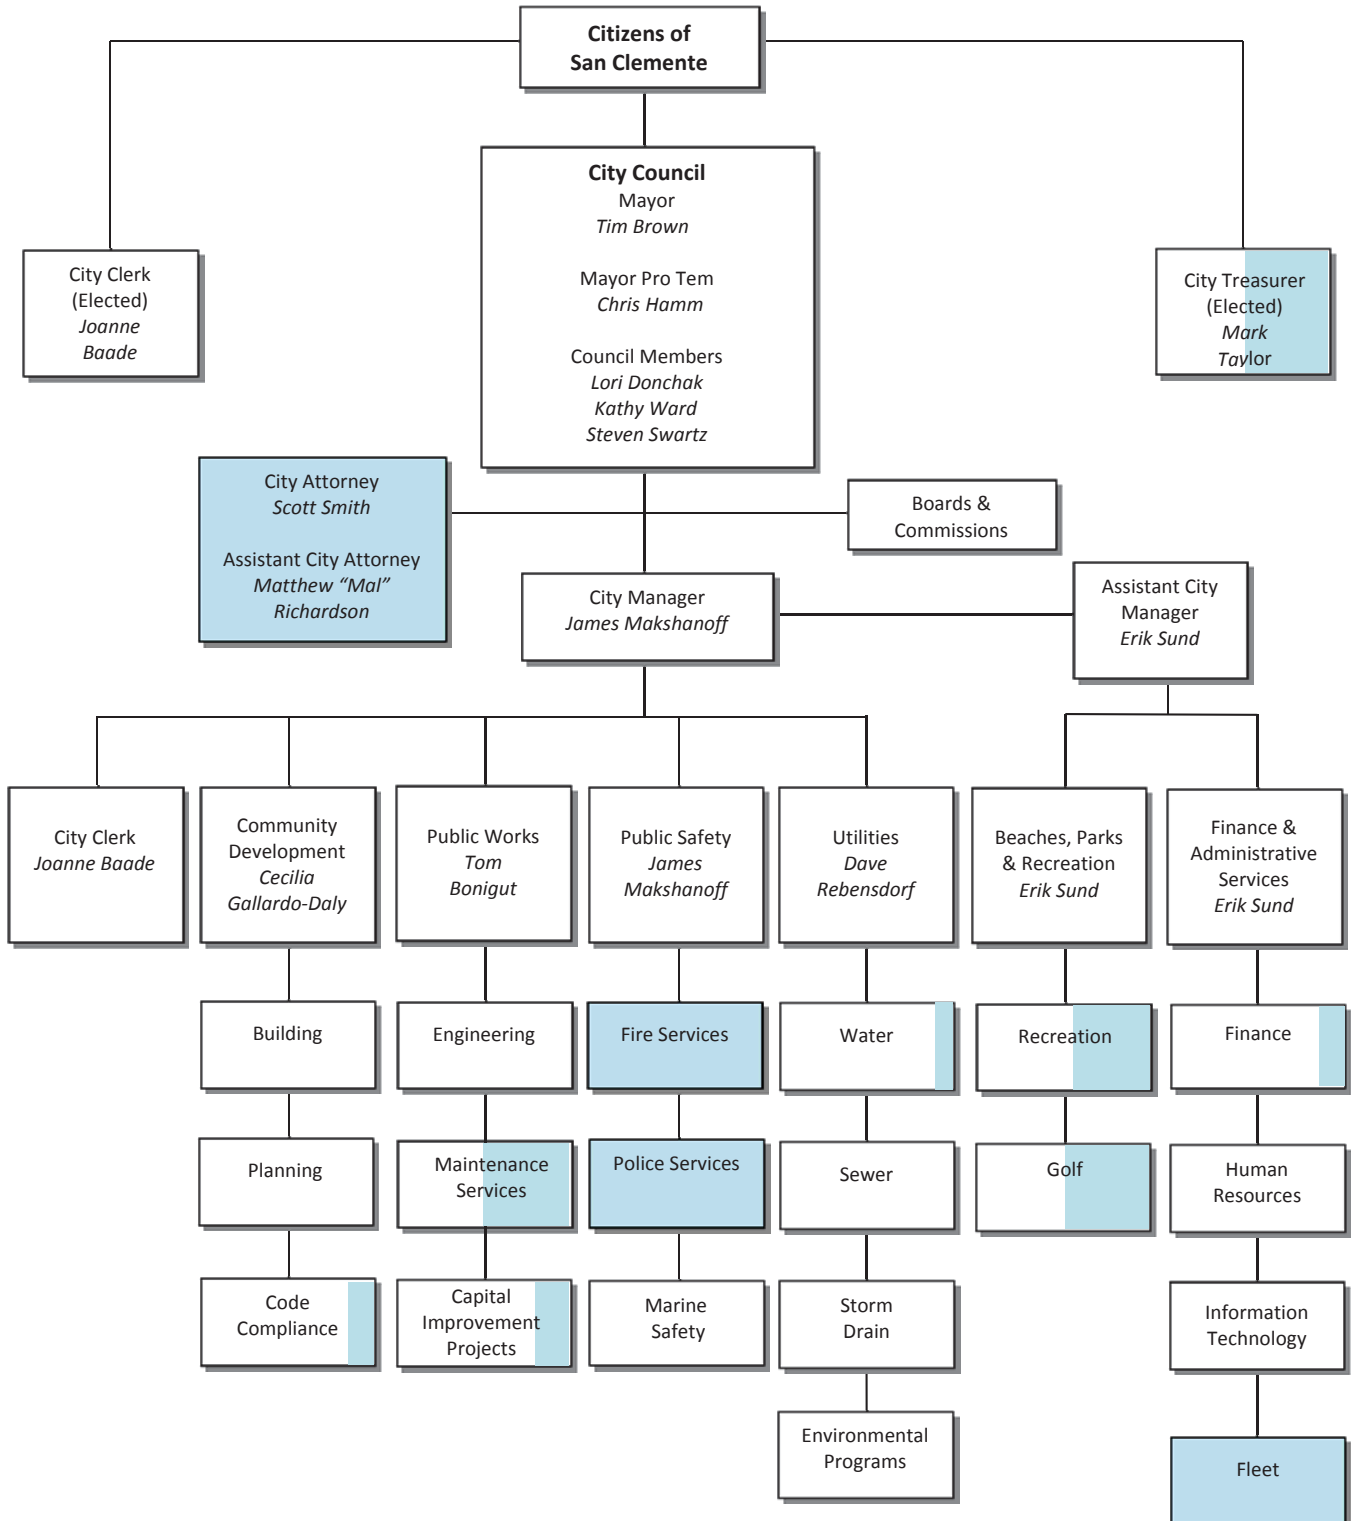 Citizens of
San Clemente
City Council
Mayor
Tim Brown
Mayor Pro Tem
Chris Hamm
Council Members
Lori Donchak
Kathy Ward
Steven Swartz
City Clerk
(Elected)
Joanne
Baade
City Treasurer
(Elected)
Mark
Taylor
City Attorney
Scott Smith
Assistant City Attorney
Matthew “Mal”
Richardson
Boards &
Commissions
City Manager
James Makshanoff
Assistant City
Manager
Erik Sund
City Clerk
Joanne Baade
Community
Development
Cecilia
Gallardo-Daly
Public Works
Tom
Bonigut
Public Safety
James
Makshanoff
Utilities
Dave
Rebensdorf
Beaches, Parks
& Recreation
Erik Sund
Finance &
Administrative
Services
Erik Sund
Building
Engineering
Fire Services
Water
Recreation
Finance
Planning
Maintenance
Services
Police Services
Sewer
Golf
Human
Resources
Code
Compliance
Capital
Improvement
Projects
Marine
Safety
Storm
Drain
Information
Technology
Environmental
Programs
Fleet